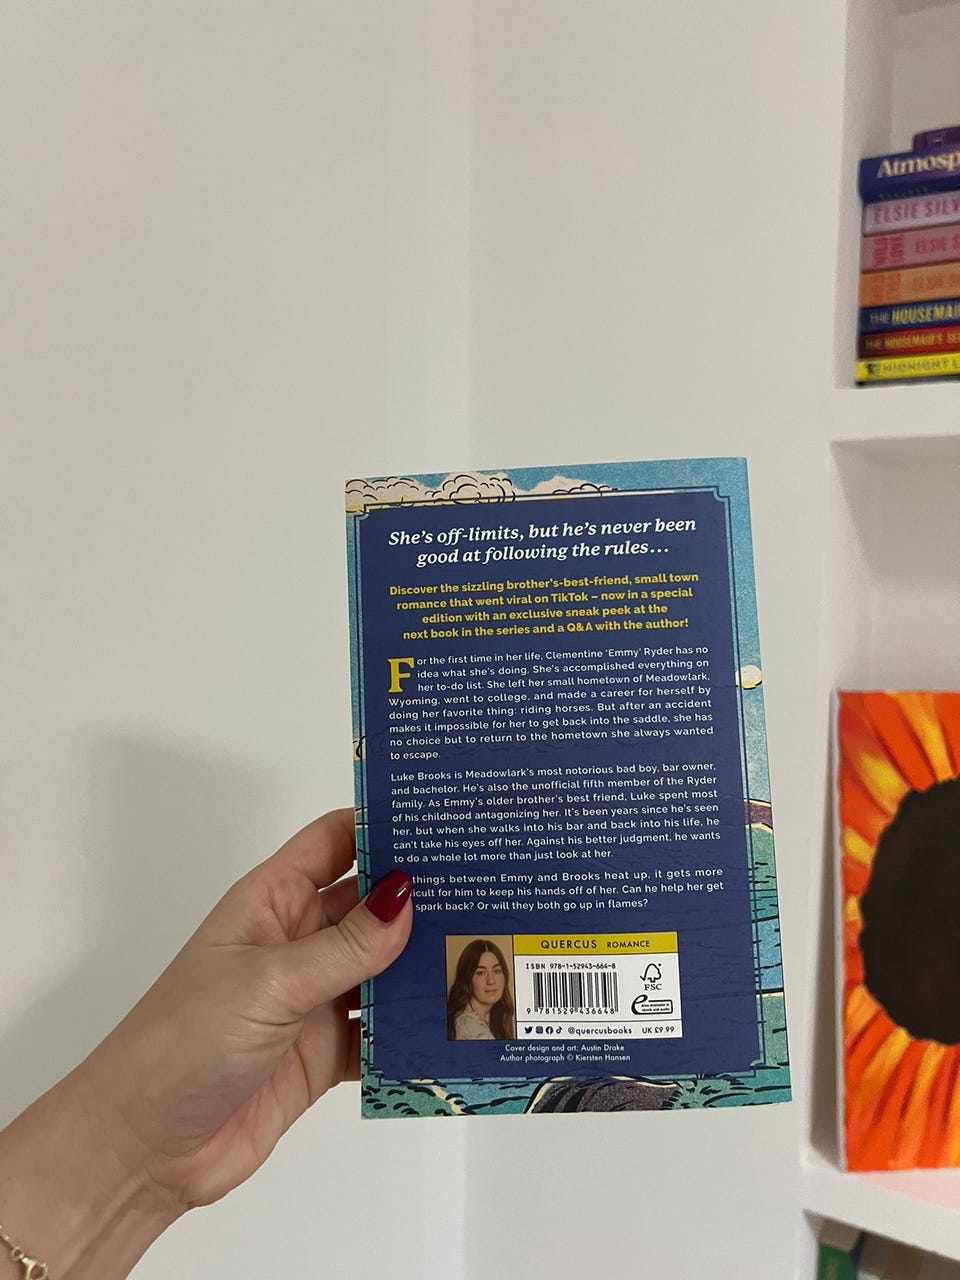 Atmosp
ELSIE SILV
WILD LOVE ELSIE S
ELSIE
THE HOUSEMAI
THE HOUSEMAID'S SE
MIDNIGHT L
She's off-limits, but he's never been
good at following the rules...
Discover the sizzling brother's-best-friend, small town
romance that went viral on TikTok – now in a special
edition with an exclusive sneak peek at the
next book in the series and a Q&A with the author!
For the first time in her life, Clementine 'Emmy' Ryder has no
idea what she's doing. She's accomplished everything on
her to-do list. She left her small hometown of Meadowlark,
Wyoming, went to college, and made a career for herself by
doing her favorite thing: riding horses. But after an accident
makes it impossible for her to get back into the saddle, she has
no choice but to return to the hometown she always wanted
to escape.
Luke Brooks is Meadowlark's most notorious bad boy, bar owner,
and bachelor. He's also the unofficial fifth member of the Ryder
family. As Emmy's older brother's best friend, Luke spent most
of his childhood antagonizing her. It's been years since he's seen
her, but when she walks into his bar and back into his life, he
can't take his eyes off her. Against his better judgment, he wants
to do a whole lot more than just look at her.
things between Emmy and Brooks heat up, it gets more
icult for him to keep his hands off of her. Can he help her get
spark back? Or will they both go up in flames?
QUERCUS ROMANCE
ISBN 978-1-52943-664-8
9 781529 436648
FSC
Also available in
ebook and audio
@quercusbooks UK £9.99
Cover design and art: Austin Drake
Author photograph © Kiersten Hansen